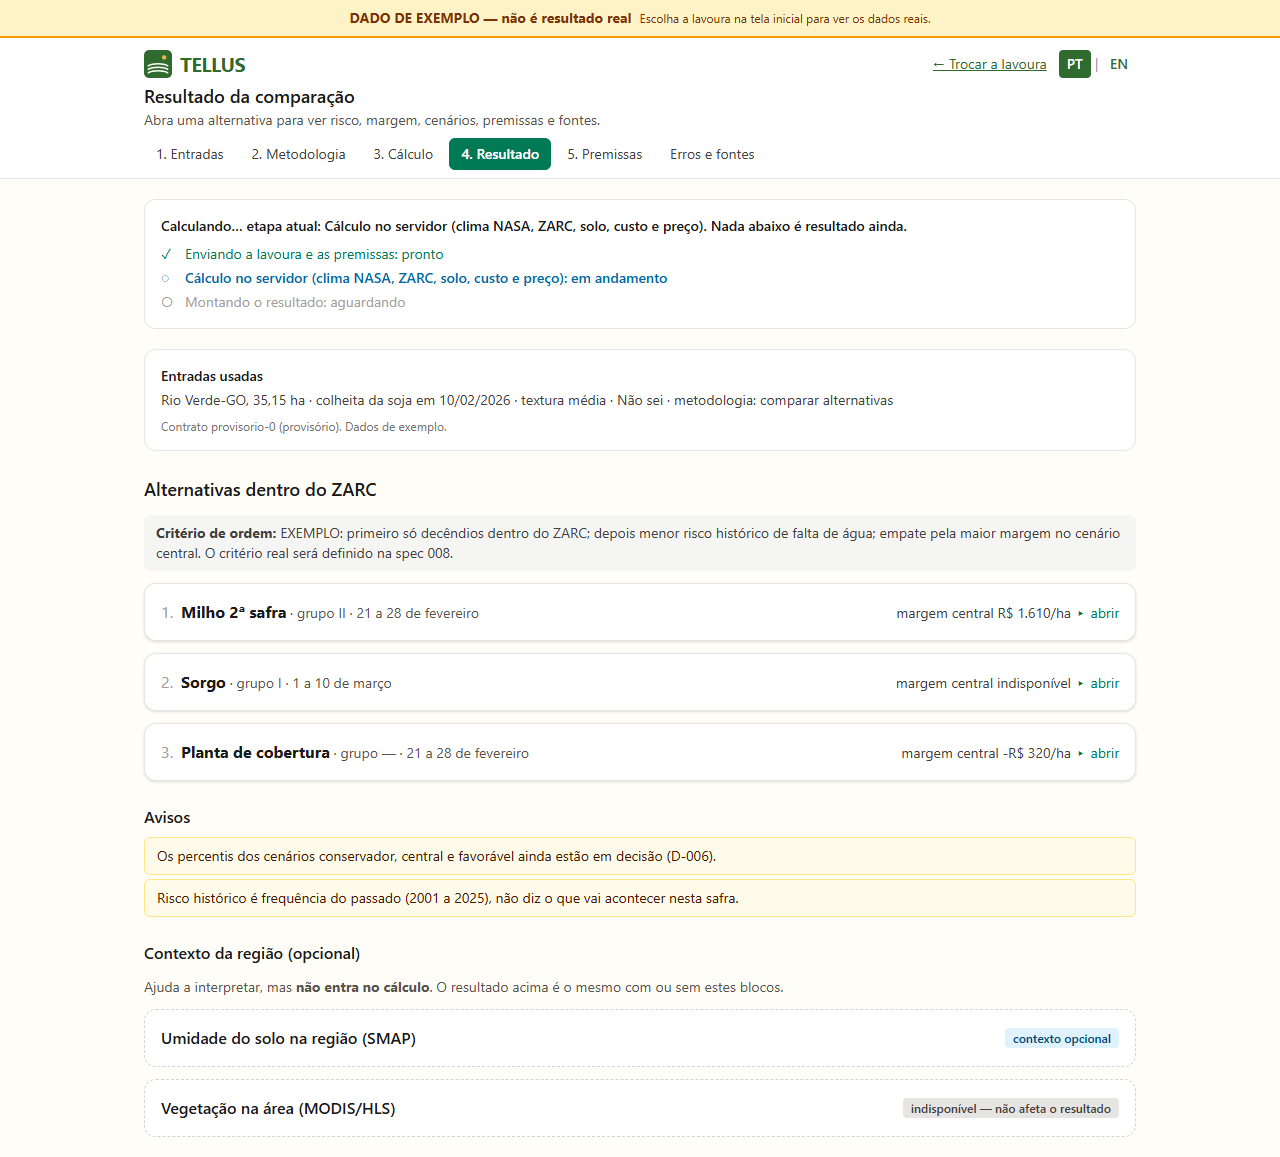 DADO DE EXEMPLO — não é resultado real Escolha a lavoura na tela inicial para ver os dados reais.
TELLUS
← Trocar a lavoura PT | EN
Resultado da comparação
Abra uma alternativa para ver risco, margem, cenários, premissas e fontes.
1. Entradas 2. Metodologia 3. Cálculo 4. Resultado 5. Premissas Erros e fontes
Calculando... etapa atual: Cálculo no servidor (clima NASA, ZARC, solo, custo e preço). Nada abaixo é resultado ainda.
✓ Enviando a lavoura e as premissas: pronto
○ Cálculo no servidor (clima NASA, ZARC, solo, custo e preço): em andamento
○ Montando o resultado: aguardando
Entradas usadas
Rio Verde-GO, 35,15 ha · colheita da soja em 10/02/2026 · textura média · Não sei · metodologia: comparar alternativas
Contrato provisorio-0 (provisório). Dados de exemplo.
Alternativas dentro do ZARC
Critério de ordem: EXEMPLO: primeiro só decêndios dentro do ZARC; depois menor risco histórico de falta de água; empate pela maior margem no cenário
central. O critério real será definido na spec 008.
1. Milho 2ª safra · grupo II · 21 a 28 de fevereiro margem central R$ 1.610/ha ▸ abrir
2. Sorgo · grupo I · 1 a 10 de março margem central indisponível ▸ abrir
3. Planta de cobertura · grupo — · 21 a 28 de fevereiro margem central -R$ 320/ha ▸ abrir
Avisos
Os percentis dos cenários conservador, central e favorável ainda estão em decisão (D-006).
Risco histórico é frequência do passado (2001 a 2025), não diz o que vai acontecer nesta safra.
Contexto da região (opcional)
Ajuda a interpretar, mas não entra no cálculo. O resultado acima é o mesmo com ou sem estes blocos.
Umidade do solo na região (SMAP) contexto opcional
Vegetação na área (MODIS/HLS) indisponível — não afeta o resultado